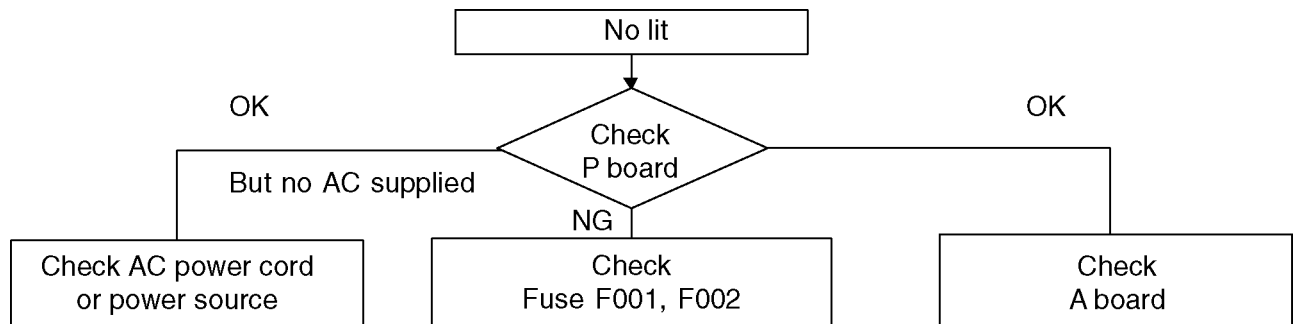 No lit
OK
OK
Check
P board
But no AC supplied
NG
Check AC power cord
or power source
Check
Fuse F001, F002
Check
A board